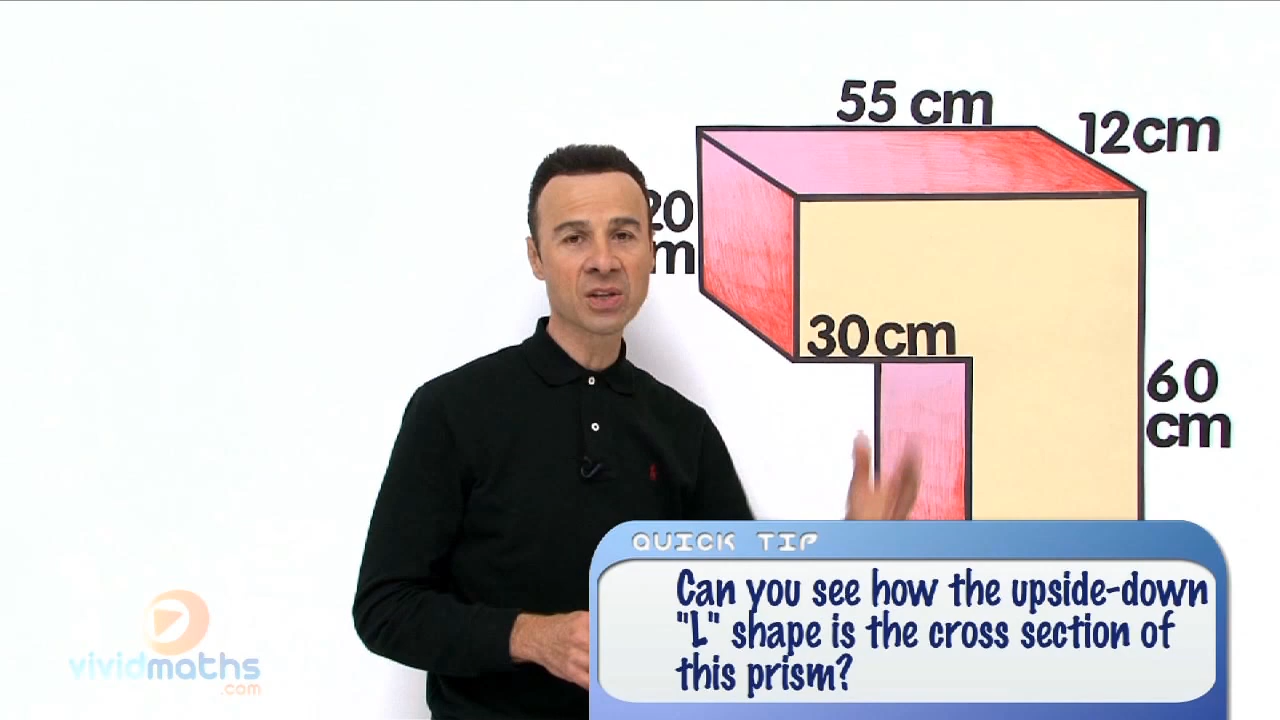 55 cm
12cm
20
m
30cm
60
cm
QUICK TIP
Can you see how the upside-down
"L" shape is the cross section of
this prism?
vividmaths
.com